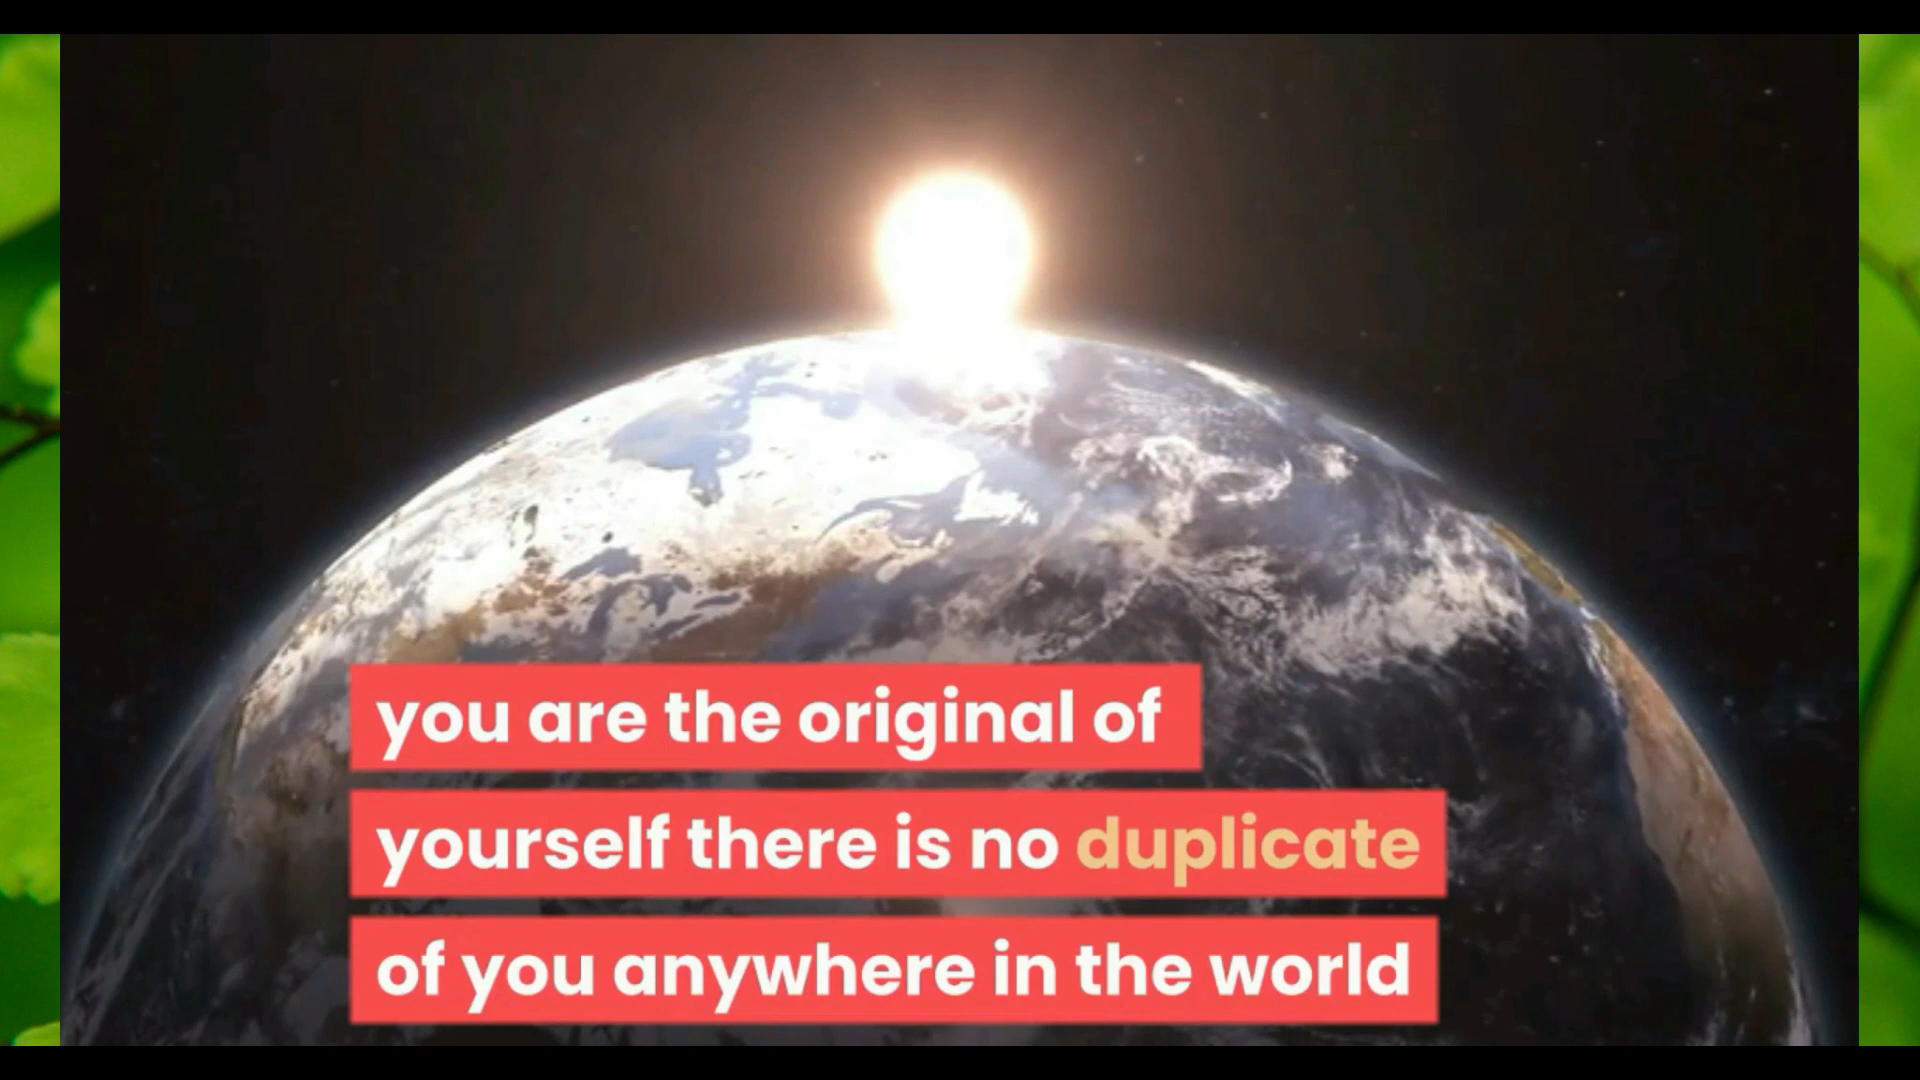 you are the original of
yourself there is no duplicate
of you anywhere in the world